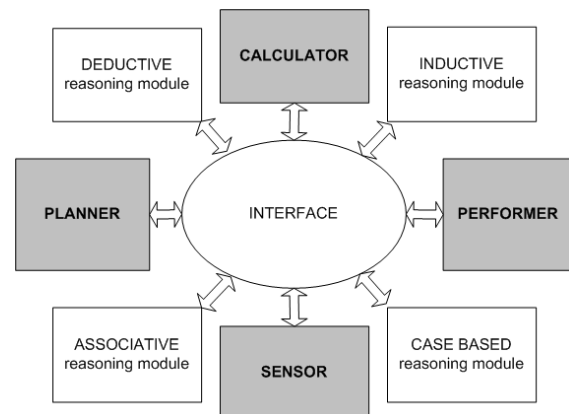 DEDUCTIVE
reasoning module
CALCULATOR
INDUCTIVE
reasoning module
PLANNER
INTERFACE
PERFORMER
ASSOCIATIVE
reasoning module
SENSOR
CASE BASED
reasoning module